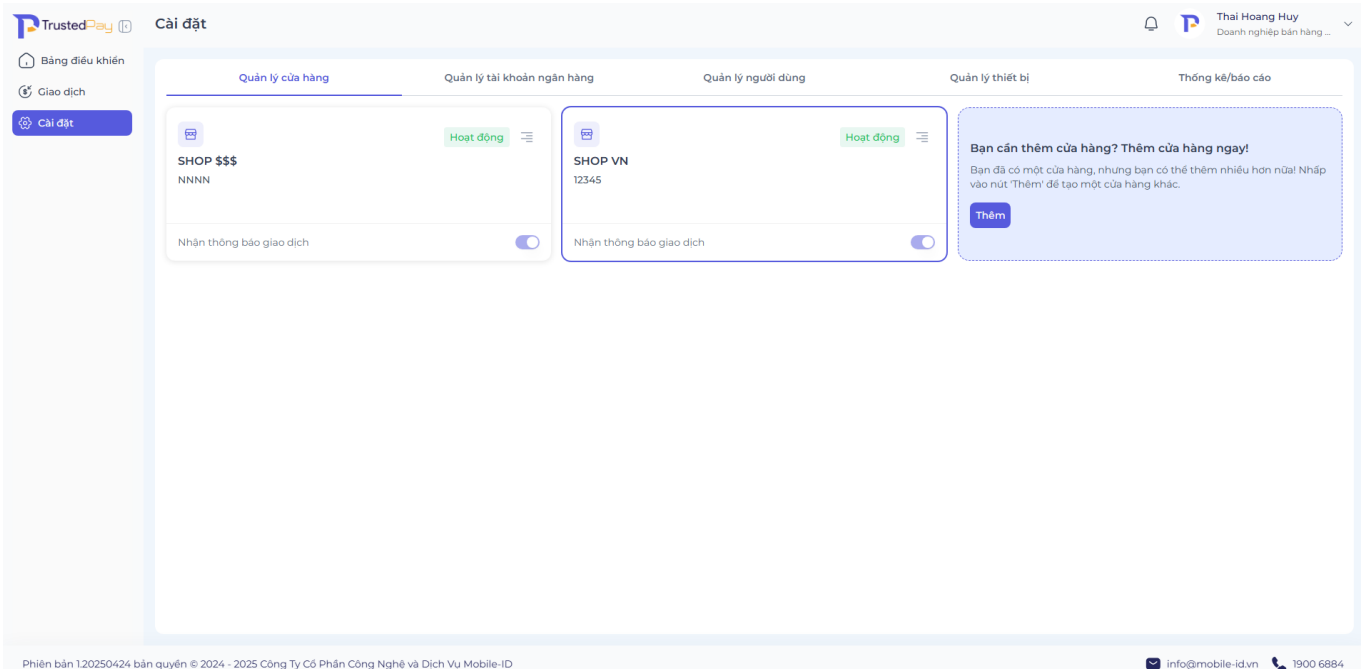 TrustedPay
Cài đặt
Thai Hoang Huy
Doanh nghiệp bán hàng ...
Bảng điều khiển
Giao dịch
Cài đặt
Quản lý cửa hàng
Quản lý tài khoản ngân hàng
Quản lý người dùng
Quản lý thiết bị
Thống kê/báo cáo
Hoạt động
SHOP $$$
NNNN
Nhận thông báo giao dịch
Hoạt động
SHOP VN
12345
Nhận thông báo giao dịch
Bạn cần thêm cửa hàng? Thêm cửa hàng ngay!
Bạn đã có một cửa hàng, nhưng bạn có thể thêm nhiều hơn nữa! Nhấp
vào nút 'Thêm' để tạo một cửa hàng khác.
Thêm
Phiên bản 1.20250424 bản quyền © 2024 - 2025 Công Ty Cổ Phần Công Nghệ và Dịch Vụ Mobile-ID
info@mobile-id.vn
1900 6884